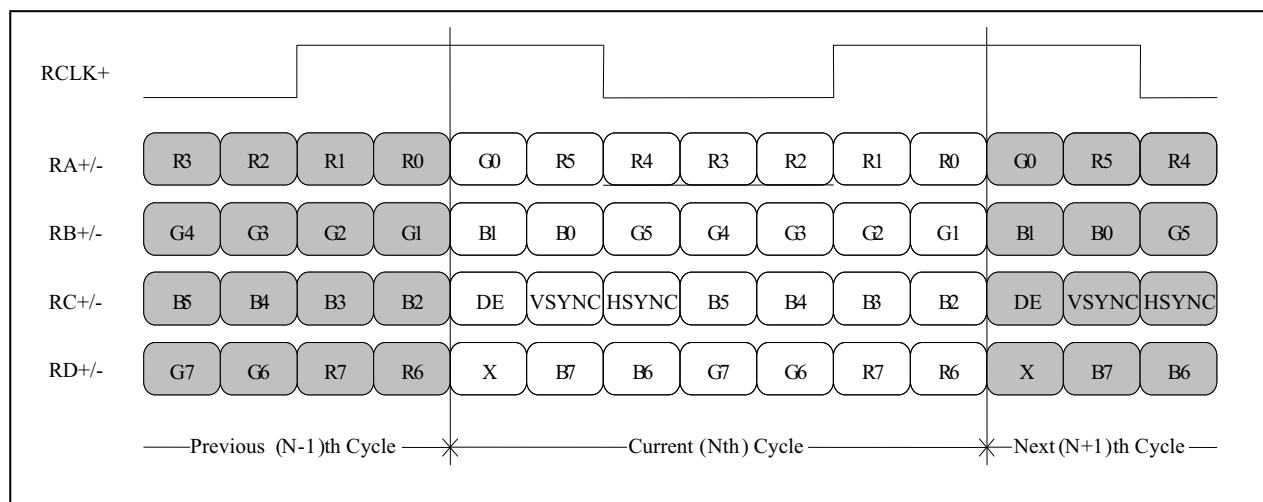 RCLK+
RA+/- R3 R2 R1 R0 G0 R5 R4 R3 R2 R1 R0 G0 R5 R4
RB+/- G4 G3 G2 G1 B1 B0 G5 G4 G3 G2 G1 B1 B0 G5
RC+/- B5 B4 B3 B2 DE VSYNC HSYNC B5 B4 B3 B2 DE VSYNC HSYNC
RD+/- G7 G6 R7 R6 X B7 B6 G7 G6 R7 R6 X B7 B6
Previous (N-1)th Cycle Current (Nth) Cycle Next (N+1)th Cycle